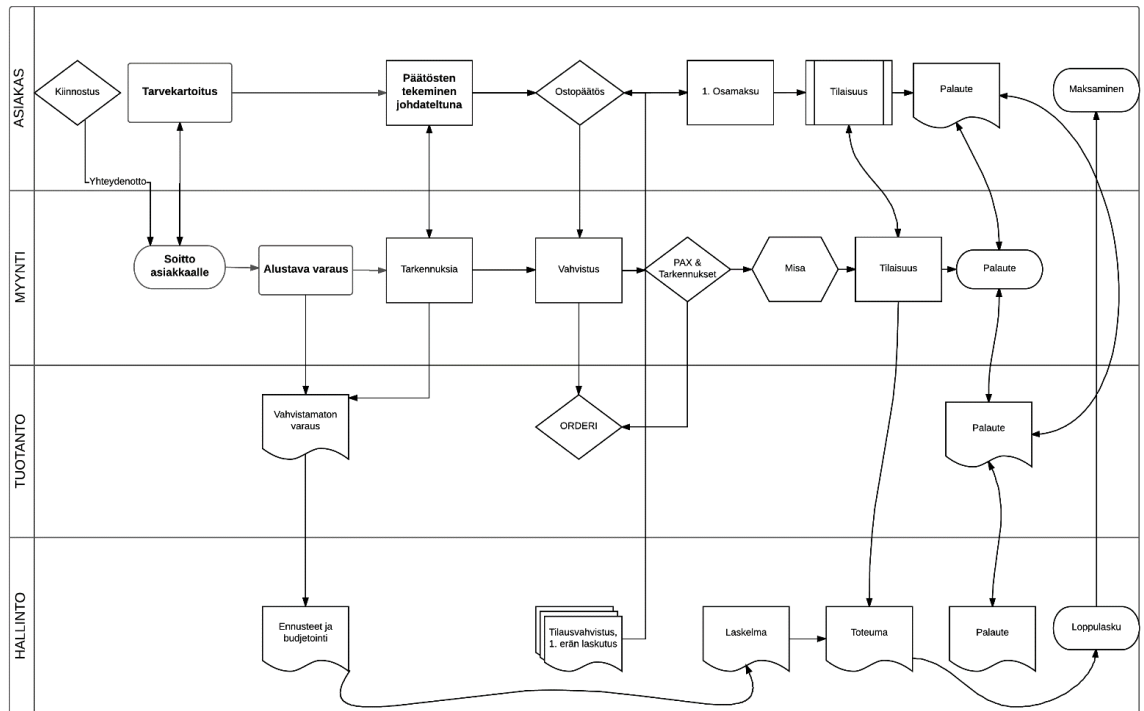 ASIAKAS
Kiinnostus
Tarvekartoitus
Päätösten
tekeminen
johdateltuna
Ostopäätös
1. Osamaksu
Tilaisuus
Palaute
Maksaminen
Yhteydenotto
MYYNTI
Soitto
asiakkaalle
Alustava varaus
Tarkennuksia
Vahvistus
PAX &
Tarkennukset
Misa
Tilaisuus
Palaute
TUOTANTO
Vahvistamaton
varaus
ORDERI
Palaute
HALLINTO
Ennusteet ja
budjetointi
Tilausvahvistus,
1. erän laskutus
Laskelma
Toteuma
Palaute
Loppulasku